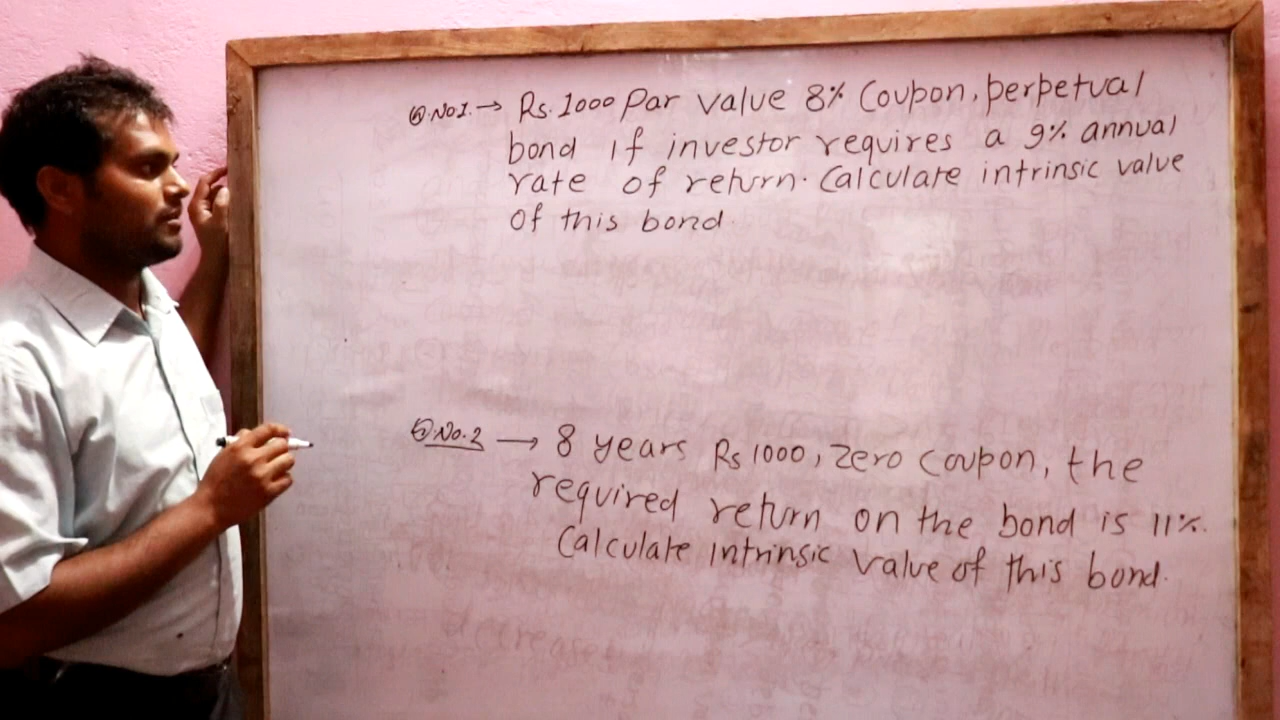 Q.No1.→ Rs.1000 Par value 8% Coupon, perpetual
bond if investor requires a 9% annual
rate of return. Calculate intrinsic value
of this bond.
Q.No.2 → 8 years Rs 1000, Zero Coupon, the
required return on the bond is 11%.
Calculate intrinsic value of this bond.
decreases